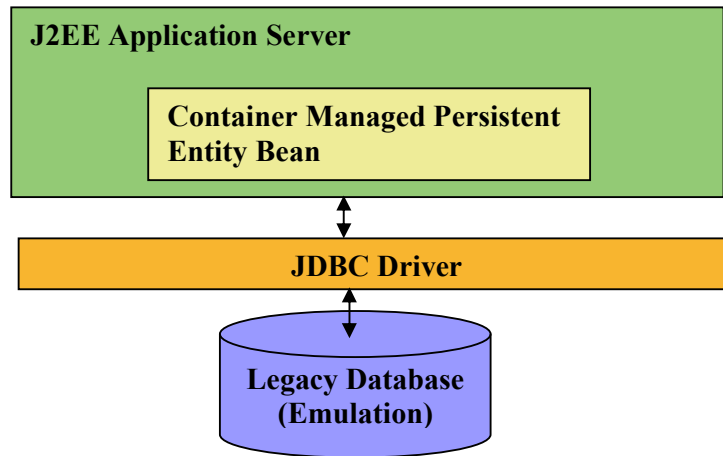 J2EE Application Server
Container Managed Persistent
Entity Bean
JDBC Driver
Legacy Database
(Emulation)